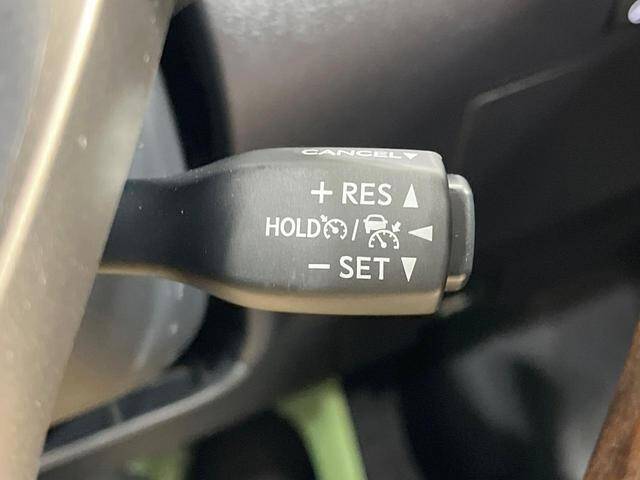 CANCEL▼
+ RES ▲
HOLD / ◀
− SET ▼